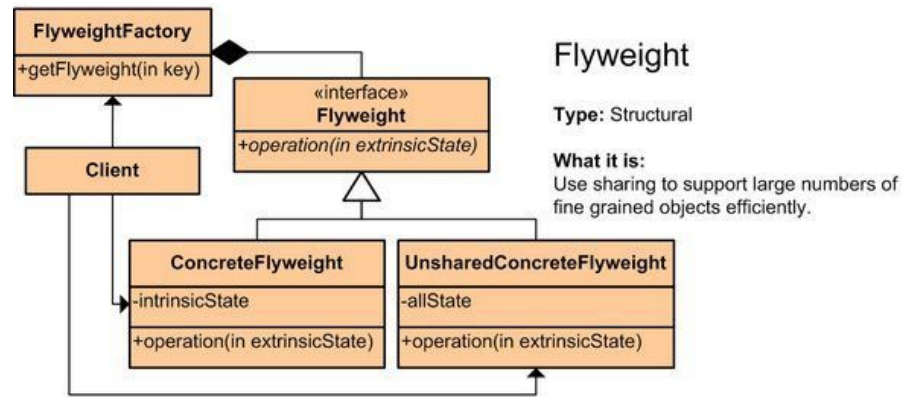 FlyweightFactory
+getFlyweight(in key)
«interface»
Flyweight
+operation(in extrinsicState)
Client
ConcreteFlyweight
-intrinsicState
+operation(in extrinsicState)
UnsharedConcreteFlyweight
-allState
+operation(in extrinsicState)
Flyweight
Type: Structural
What it is:
Use sharing to support large numbers of
fine grained objects efficiently.